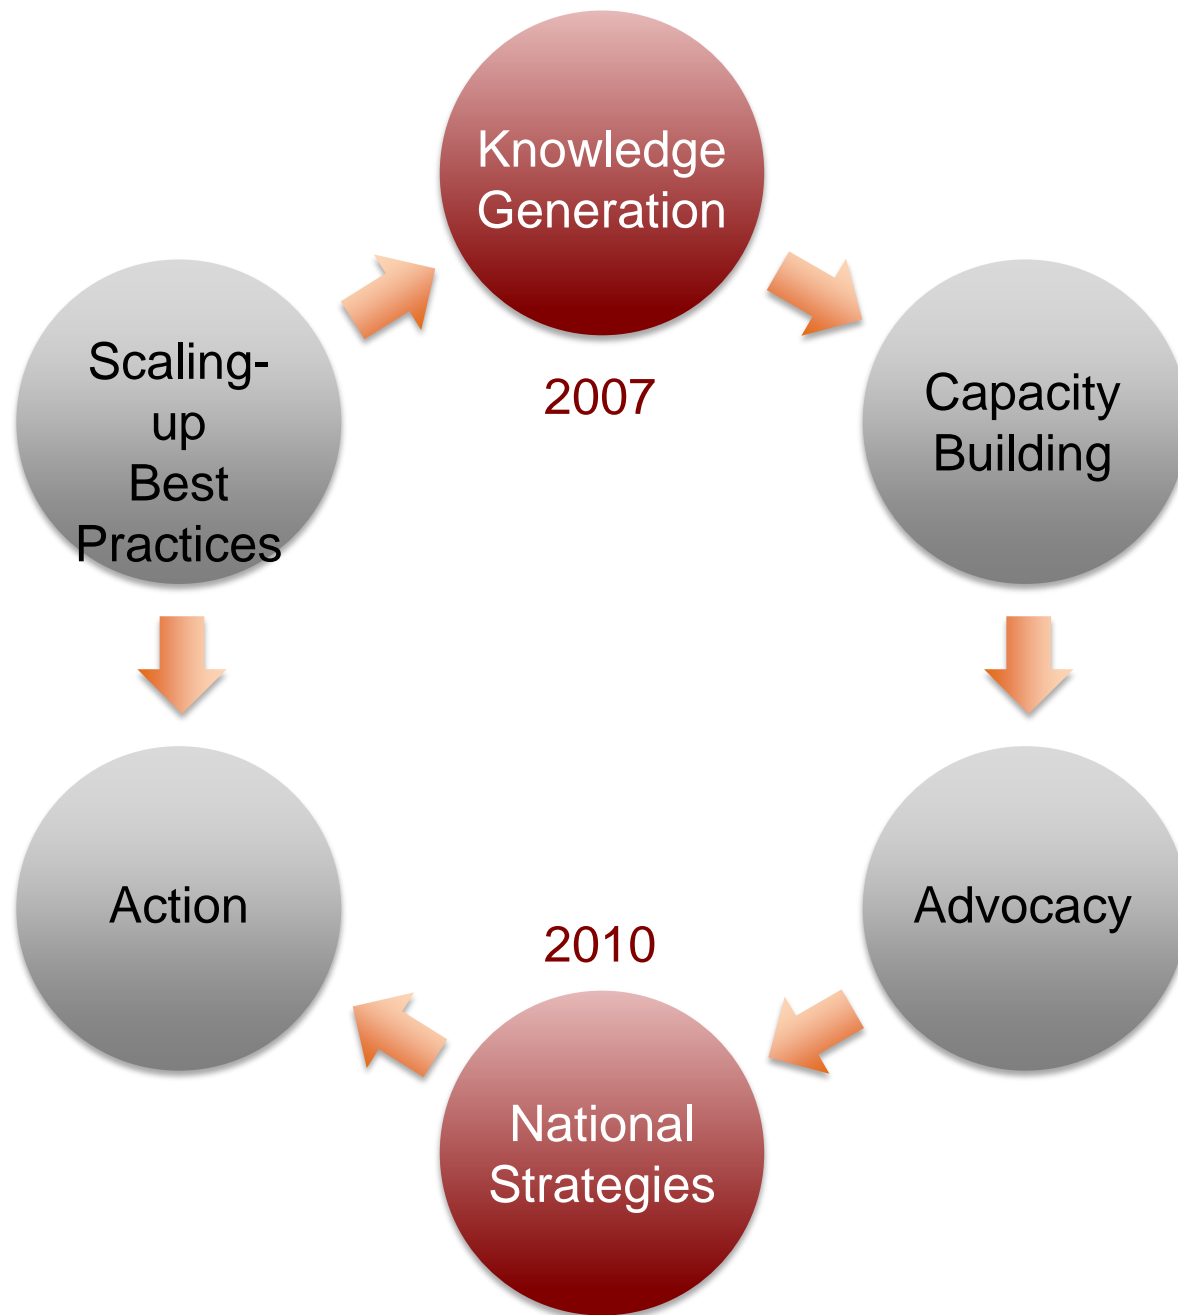 Knowledge
Generation
2007
Capacity
Building
Advocacy
2010
National
Strategies
Action
Scaling-
up
Best
Practices